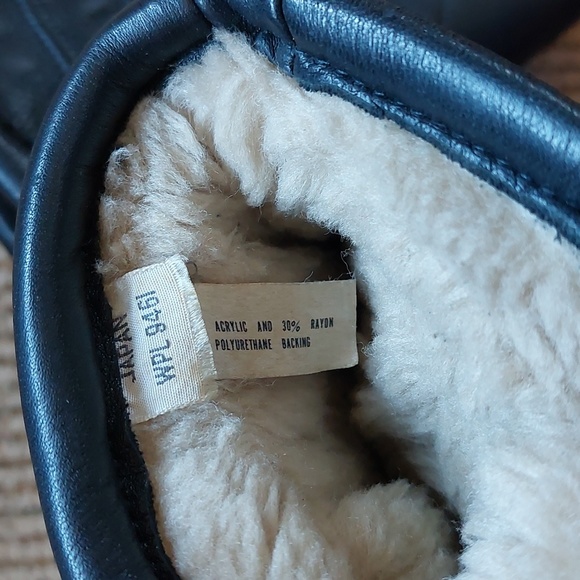 JAPAN
WPL 9461
ACRYLIC AND 30% RAYON
POLYURETHANE BACKING